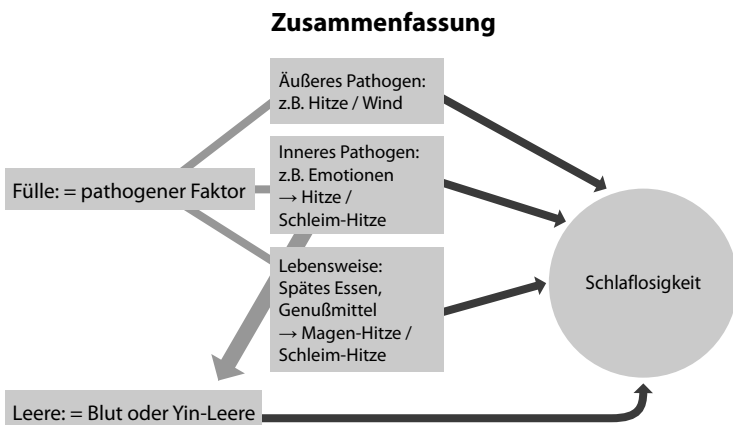 Zusammenfassung
Äußeres Pathogen:
z.B. Hitze / Wind
Inneres Pathogen:
z.B. Emotionen
→ Hitze /
Schleim-Hitze
Fülle: = pathogener Faktor
Lebensweise:
Spätes Essen,
Genußmittel
→ Magen-Hitze /
Schleim-Hitze
Schlaflosigkeit
Leere: = Blut oder Yin-Leere